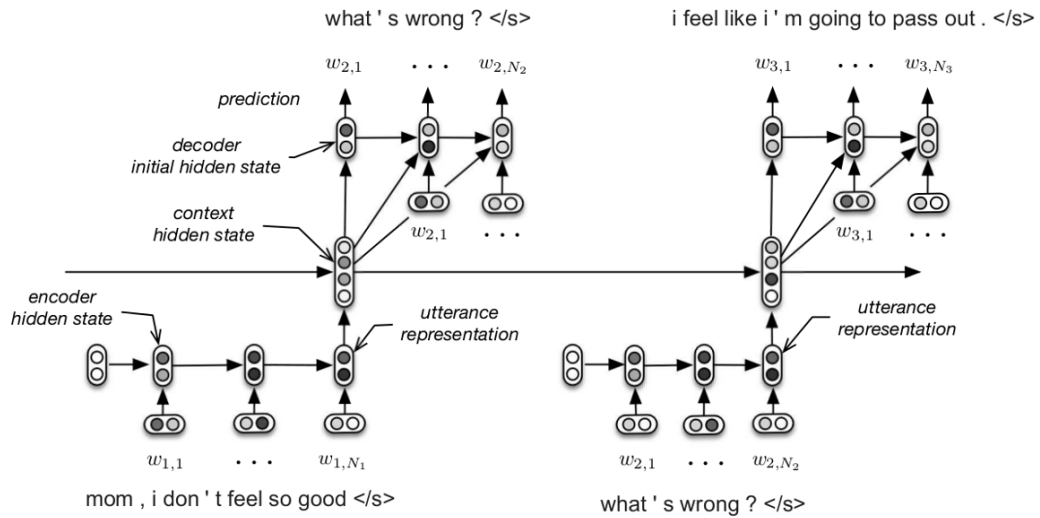 what ' s wrong ? </s>
i feel like i ' m going to pass out . </s>
w2,1 . . . w2,N2
w3,1 . . . w3,N3
prediction
decoder
initial hidden state
context
hidden state
w2,1 . . .
w3,1 . . .
encoder
hidden state
utterance
representation
utterance
representation
w1,1 . . . w1,N1
w2,1 . . . w2,N2
mom , i don ' t feel so good </s>
what ' s wrong ? </s>